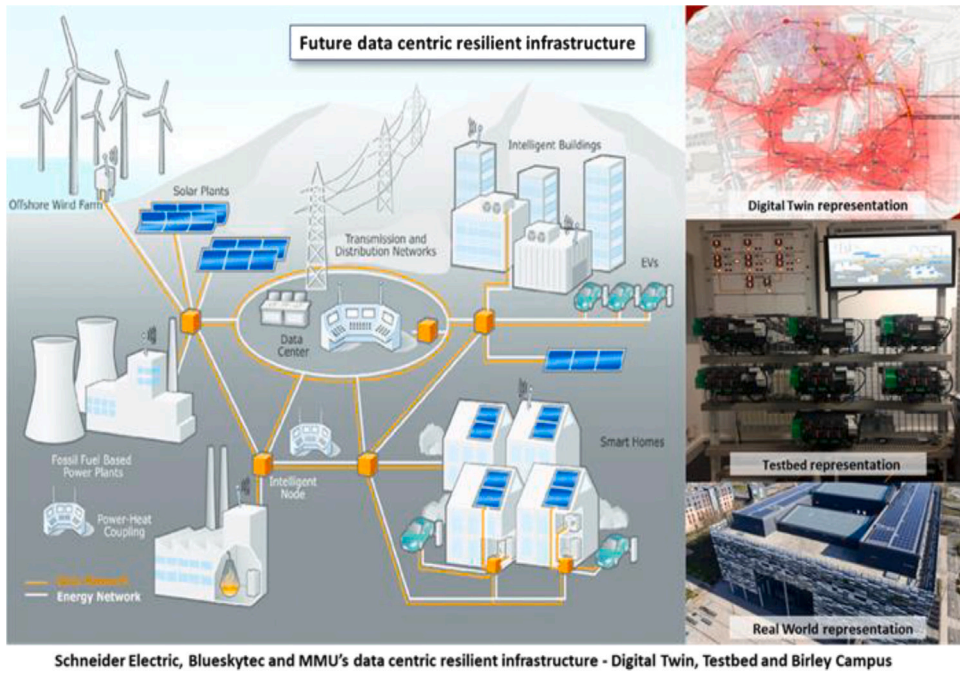 Future data centric resilient infrastructure
Offshore Wind Farm
Solar Plants
Transmission and
Distribution Networks
Intelligent Buildings
EVs
Data
Center
Fossil Fuel Based
Power Plants
Intelligent
Node
Power-Heat
Coupling
Smart Homes
Data Network
Energy Network
Digital Twin representation
Testbed representation
Real World representation
Schneider Electric, Blueskytec and MMU's data centric resilient infrastructure - Digital Twin, Testbed and Birley Campus